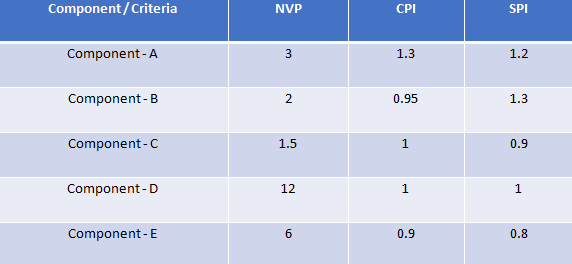 Component / Criteria NVP CPI SPI
Component - A 3 1.3 1.2
Component - B 2 0.95 1.3
Component - C 1.5 1 0.9
Component - D 12 1 1
Component - E 6 0.9 0.8